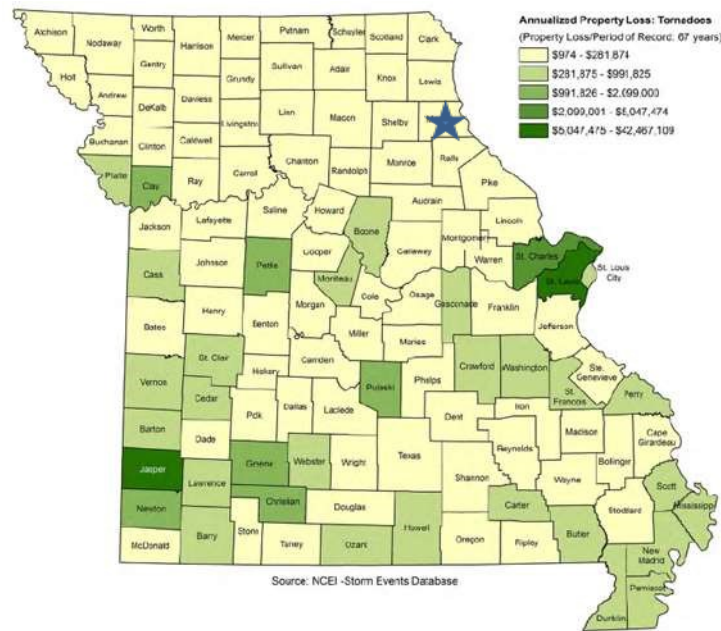 Annualized Property Loss: Tornadoes
(Property Loss/Period of Record: 67 years)
$974 - $281,874
$281,875 - $991,825
$991,826 - $2,099,000
$2,099,001 - $5,047,474
$5,047,475 - $42,467,109
Atchison
Nodaway
Worth
Harrison
Mercer
Putnam
Schuyler
Scotland
Clark
Holt
Gentry
Grundy
Sullivan
Adair
Knox
Lewis
Andrew
DeKalb
Daviess
Livingston
Linn
Macon
Shelby
Buchanan
Clinton
Caldwell
Chariton
Randolph
Monroe
Ralls
Platte
Clay
Ray
Carroll
Pike
Saline
Howard
Boone
Audrain
Lincoln
Jackson
Lafayette
Cooper
Callaway
Montgomery
Warren
St. Charles
St. Louis
St. Louis
City
Cass
Johnson
Pettis
Moniteau
Cole
Osage
Gasconade
Franklin
Jefferson
Bates
Henry
Benton
Morgan
Miller
Maries
St. Clair
Hickory
Camden
Pulaski
Phelps
Crawford
Washington
Ste.
Genevieve
St.
Francois
Perry
Vernon
Cedar
Polk
Dallas
Laclede
Dent
Iron
Madison
Cape
Girardeau
Barton
Dade
Greene
Webster
Wright
Texas
Reynolds
Bollinger
Jasper
Lawrence
Christian
Douglas
Shannon
Wayne
Scott
Newton
Stone
Howell
Carter
Butler
Stoddard
Mississippi
McDonald
Barry
Taney
Ozark
Oregon
Ripley
New
Madrid
Pemiscot
Dunklin
Source: NCEI -Storm Events Database